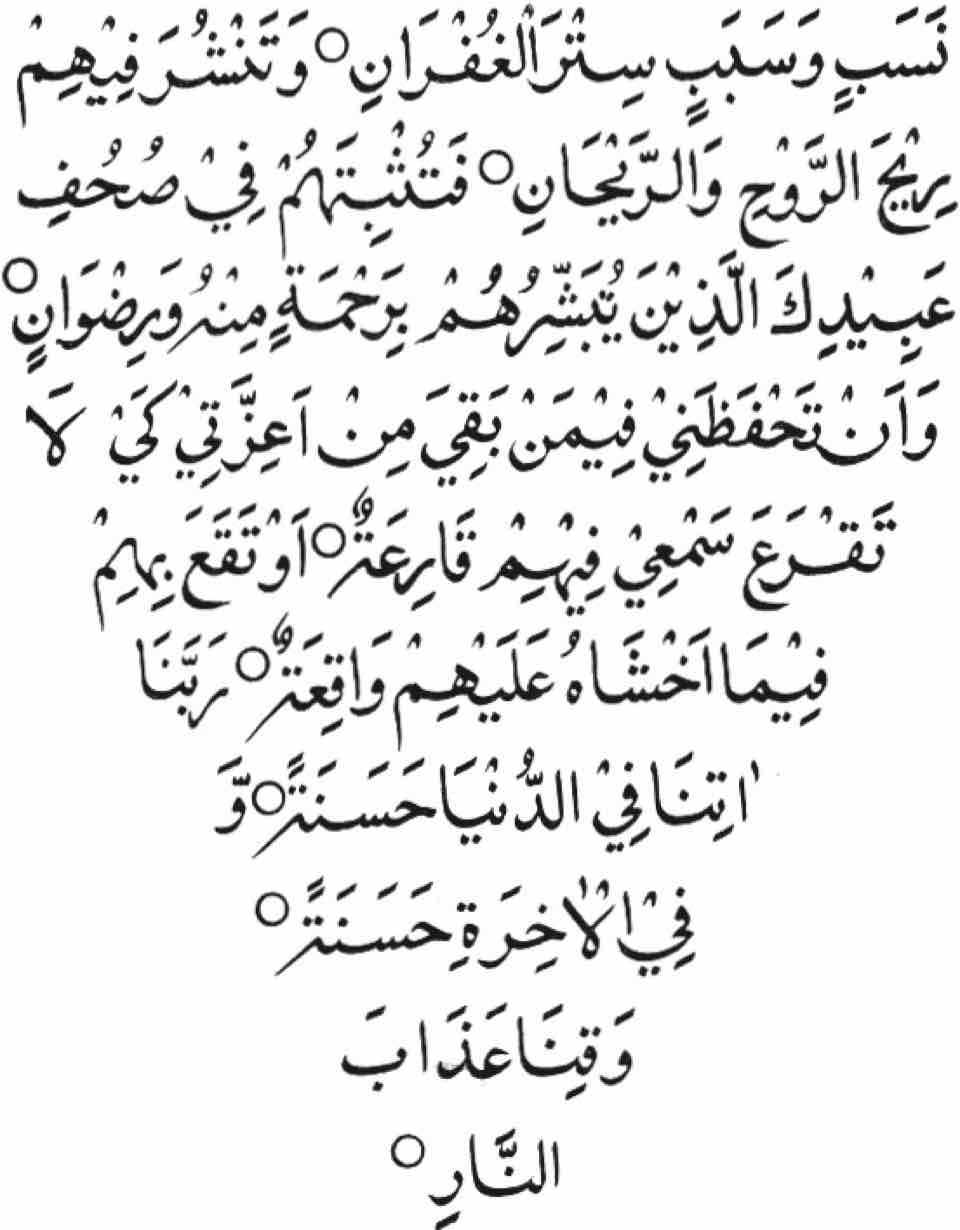 نَسَبٍ وَسَبَبٍ سِتْرَ الْغُفْرَانِ ○ وَتَنْشُرَ فِيْهِمْ
رِيْحَ الرَّوْحِ وَالرَّيْحَانِ ○ فَتُثْبِتَهُمْ فِيْ صُحُفِ
عَبِيْدِكَ الَّذِيْنَ يُبَشِّرُهُمْ بِرَحْمَةٍ مِنْهُ وَرِضْوَانٍ ○
وَاَنْ تَحْفَظَنِيْ فِيْمَنْ بَقِيَ مِنْ اَعِزَّتِيْ كَيْ لَا
تَقْرَعَ سَمْعِيْ فِيْهِمْ قَارِعَةٌ ○ اَوْ تَقَعَ بِهِمْ
فِيْمَا اَخْشَاهُ عَلَيْهِمْ وَاقِعَةٌ ○ رَبَّنَا
اٰتِنَا فِيْ الدُّنْيَا حَسَنَةً ○ وَّ
فِيْ الْاٰخِرَةِ حَسَنَةً ○
وَقِنَا عَذَابَ
النَّارِ ○